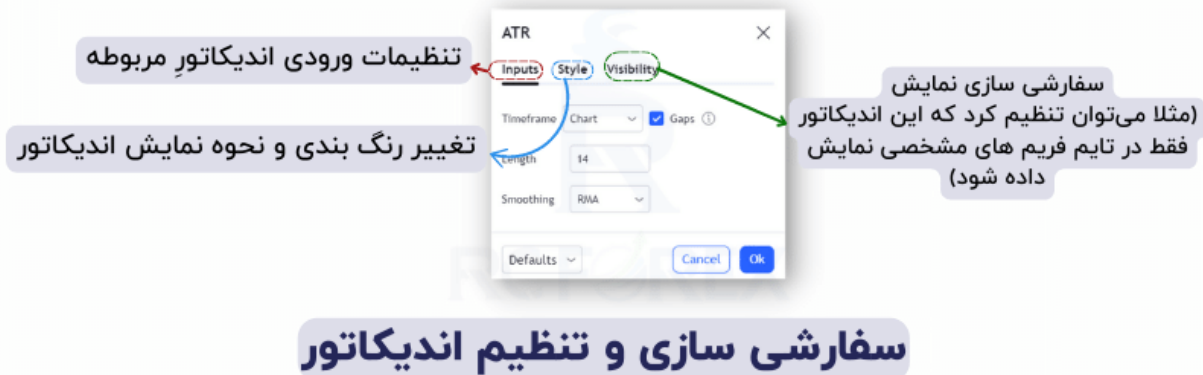 ATR
Inputs Style Visibility
تنظیمات ورودی اندیکاتورِ مربوطه
سفارشی سازی نمایش
(مثلا می‌توان تنظیم کرد که این اندیکاتور
فقط در تایم فریم های مشخصی نمایش
داده شود)
Timeframe Chart Gaps
تغییر رنگ بندی و نحوه نمایش اندیکاتور
Length 14
Smoothing RMA
Defaults Cancel Ok
سفارشی سازی و تنظیم اندیکاتور